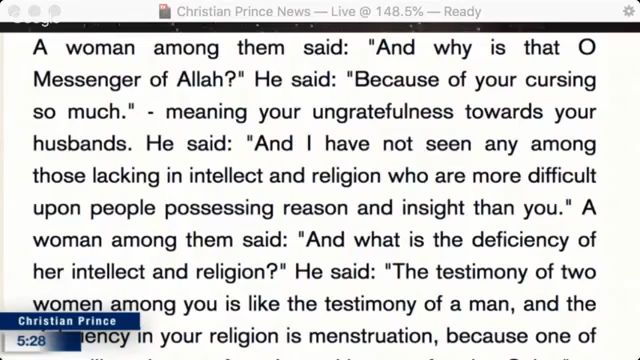 Christian Prince News — Live @ 148.5% — Ready
A woman among them said: "And why is that O
Messenger of Allah?" He said: "Because of your cursing
so much." - meaning your ungratefulness towards your
husbands. He said: "And I have not seen any among
those lacking in intellect and religion who are more difficult
upon people possessing reason and insight than you." A
woman among them said: "And what is the deficiency of
her intellect and religion?" He said: "The testimony of two
women among you is like the testimony of a man, and the
in your religion is menstruation, because one of
Christian Prince
5:28